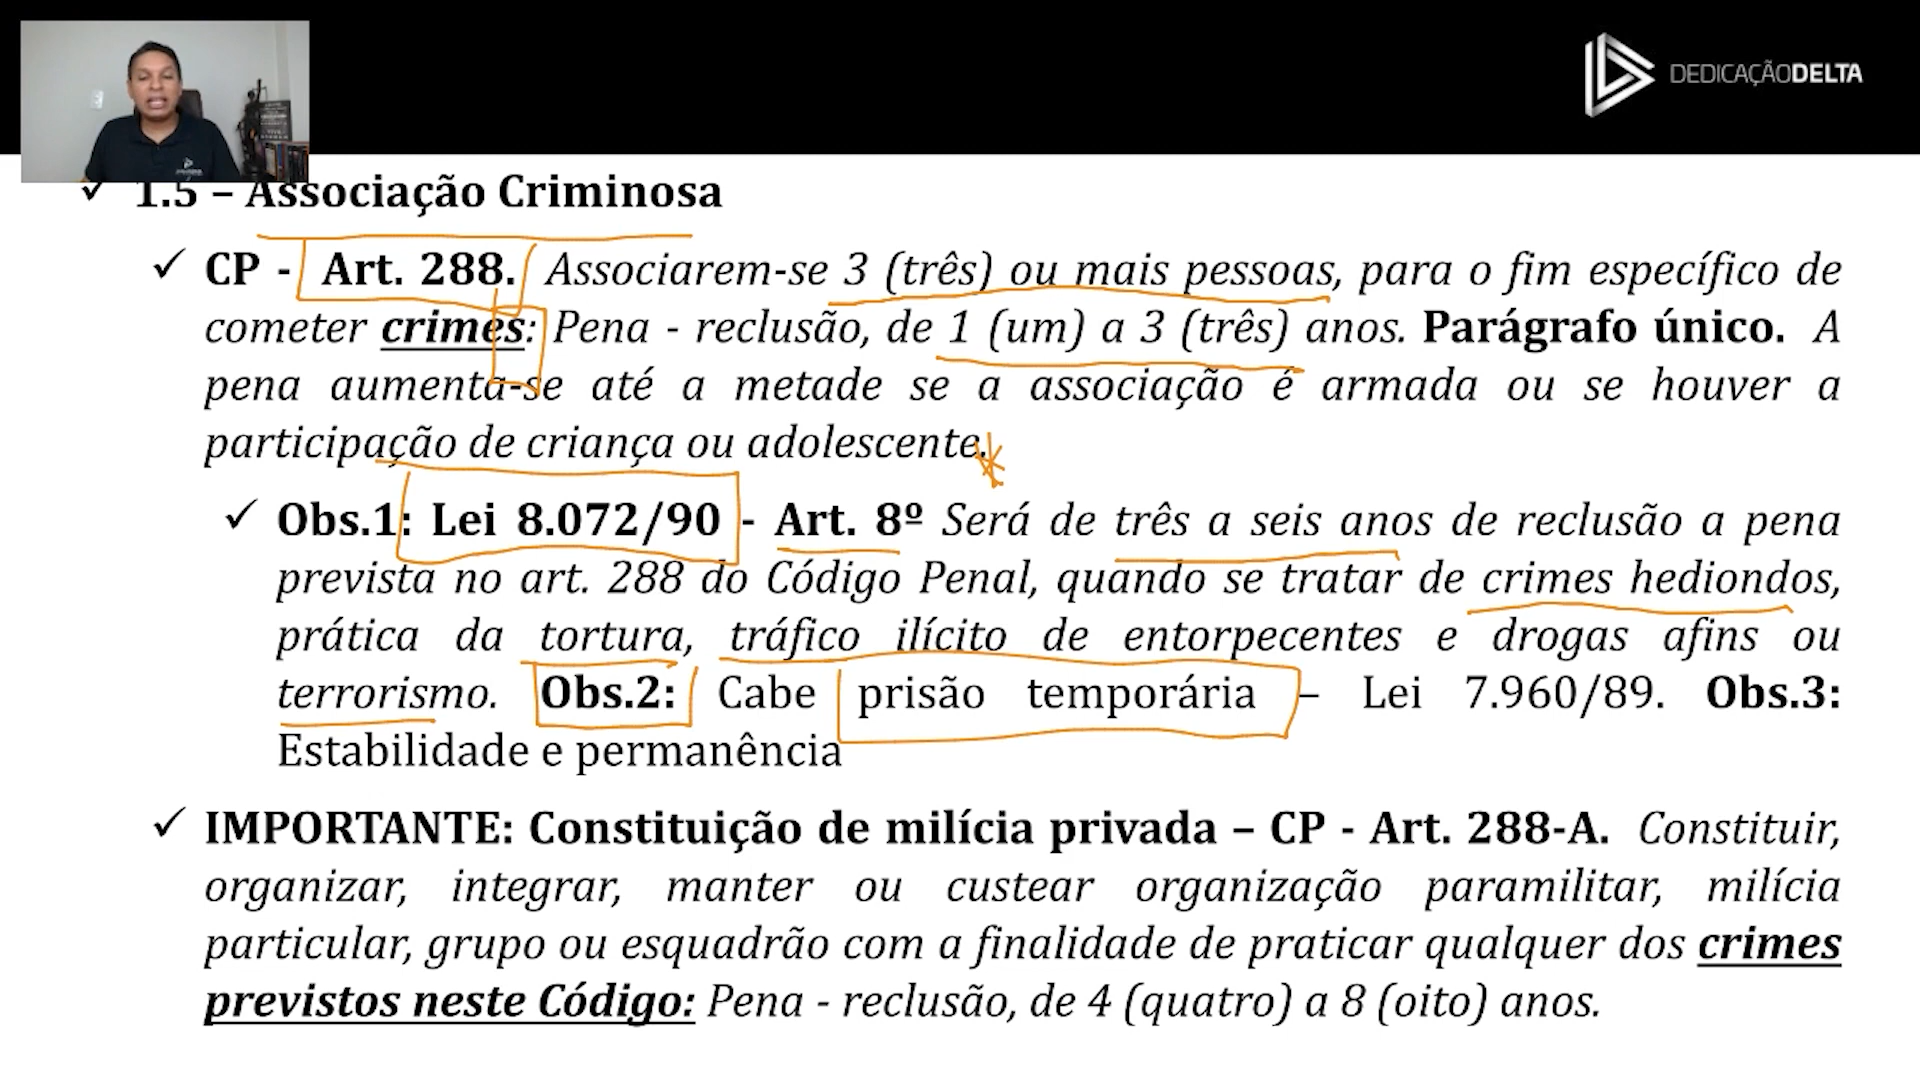 DEDICAÇÃODELTA
✓ 1.5 – Associação Criminosa
✓ CP - Art. 288. Associarem-se 3 (três) ou mais pessoas, para o fim específico de
cometer crimes: Pena - reclusão, de 1 (um) a 3 (três) anos. Parágrafo único. A
pena aumenta-se até a metade se a associação é armada ou se houver a
participação de criança ou adolescente.
✓ Obs.1: Lei 8.072/90 - Art. 8º Será de três a seis anos de reclusão a pena
prevista no art. 288 do Código Penal, quando se tratar de crimes hediondos,
prática da tortura, tráfico ilícito de entorpecentes e drogas afins ou
terrorismo. Obs.2: Cabe prisão temporária – Lei 7.960/89. Obs.3:
Estabilidade e permanência
✓ IMPORTANTE: Constituição de milícia privada – CP - Art. 288-A. Constituir,
organizar, integrar, manter ou custear organização paramilitar, milícia
particular, grupo ou esquadrão com a finalidade de praticar qualquer dos crimes
previstos neste Código: Pena - reclusão, de 4 (quatro) a 8 (oito) anos.